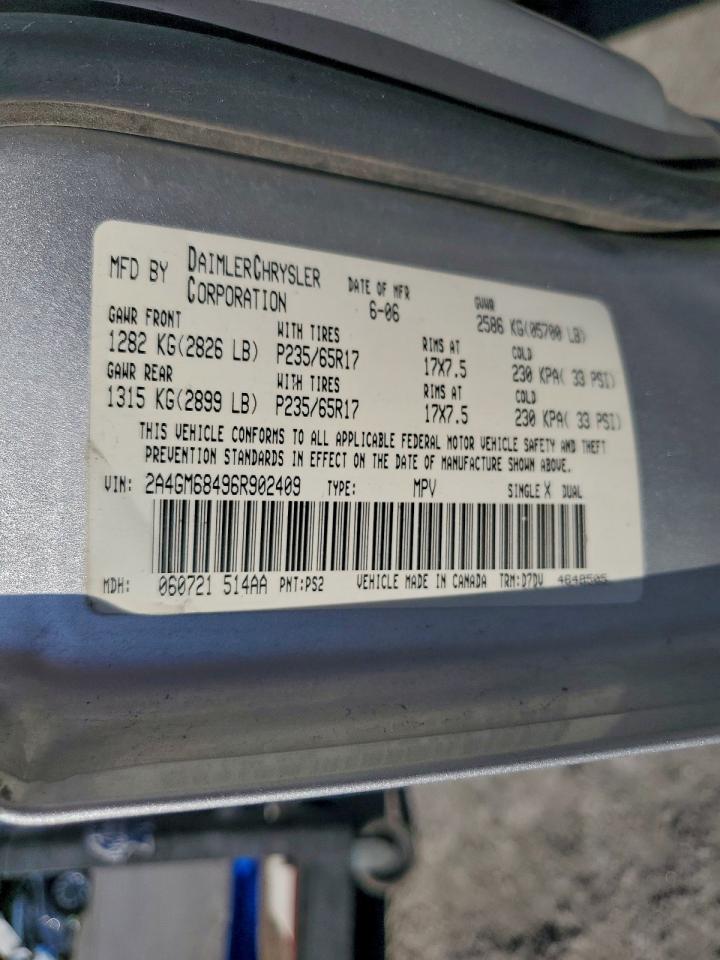 MFD BY DAIMLERCHRYSLER CORPORATION DATE OF MFR 6-06 GVWR 2586 KG(05700 LB)
GAWR FRONT WITH TIRES RIMS AT COLD
1282 KG(2826 LB) P235/65R17 17X7.5 230 KPA( 33 PSI)
GAWR REAR WITH TIRES RIMS AT COLD
1315 KG(2899 LB) P235/65R17 17X7.5 230 KPA( 33 PSI)
THIS VEHICLE CONFORMS TO ALL APPLICABLE FEDERAL MOTOR VEHICLE SAFETY AND THEFT
PREVENTION STANDARDS IN EFFECT ON THE DATE OF MANUFACTURE SHOWN ABOVE.
VIN: 2A4GM68496R902409 TYPE: MPV SINGLE X DUAL
MDH: 060721 514AA PNT:PS2 VEHICLE MADE IN CANADA TRM:D7DV 4648505